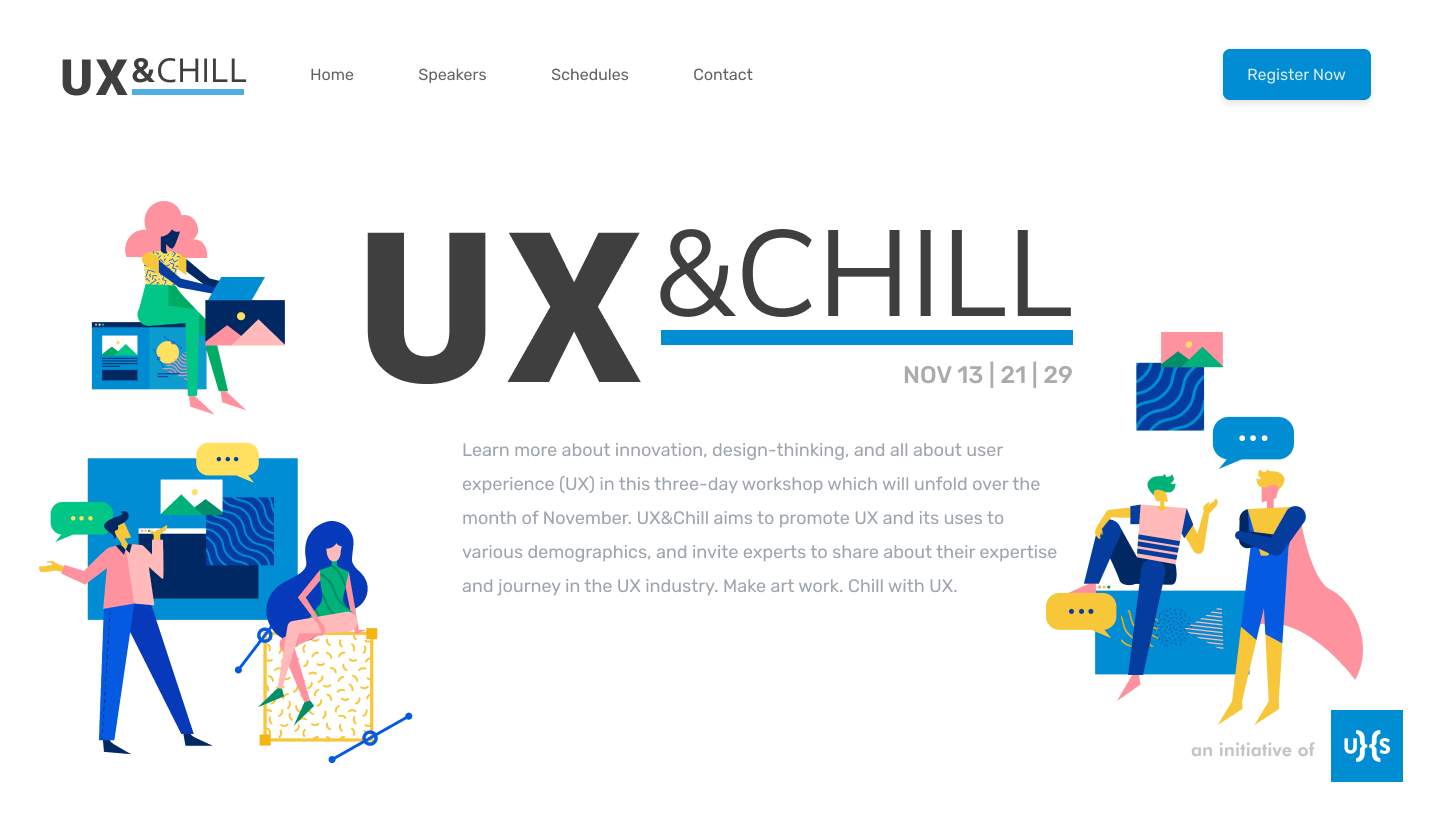 UX &CHILL
Home Speakers Schedules Contact
Register Now
UX &CHILL
NOV 13 | 21 | 29
Learn more about innovation, design-thinking, and all about user
experience (UX) in this three-day workshop which will unfold over the
month of November. UX&Chill aims to promote UX and its uses to
various demographics, and invite experts to share about their expertise
and journey in the UX industry. Make art work. Chill with UX.
an initiative of